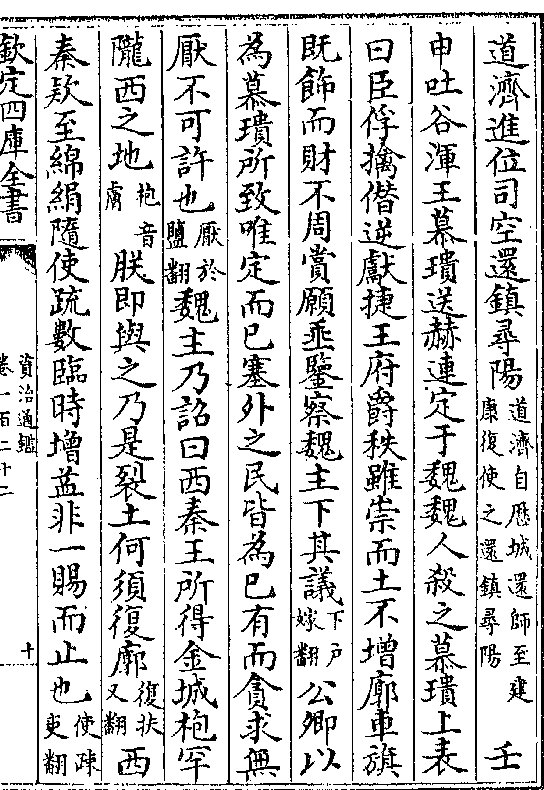 道濟進位司空還鎮尋陽道濟自厯城還師至建康復使之還鎮尋陽壬
申吐谷渾王慕璝送赫連定于魏魏人殺之慕璝上表
曰臣俘擒僭逆獻捷王府爵秩雖崇而土不增廓車旗
既飾而財不周賞願垂鑒察魏主下其議下戸嫁翻公卿以
為慕璝所致唯定而已塞外之民皆為已有而貪求無
厭不可許也厭於鹽翻魏主乃詔曰西秦王所得金城枹罕
隴西之地枹音膚朕即與之乃是裂土何須復廓復扶又翻西
秦欵至綿絹隨使疏數臨時增益非一賜而止也使疎吏翻
欽定四庫全書
資治通鑑
卷一百二十二
十